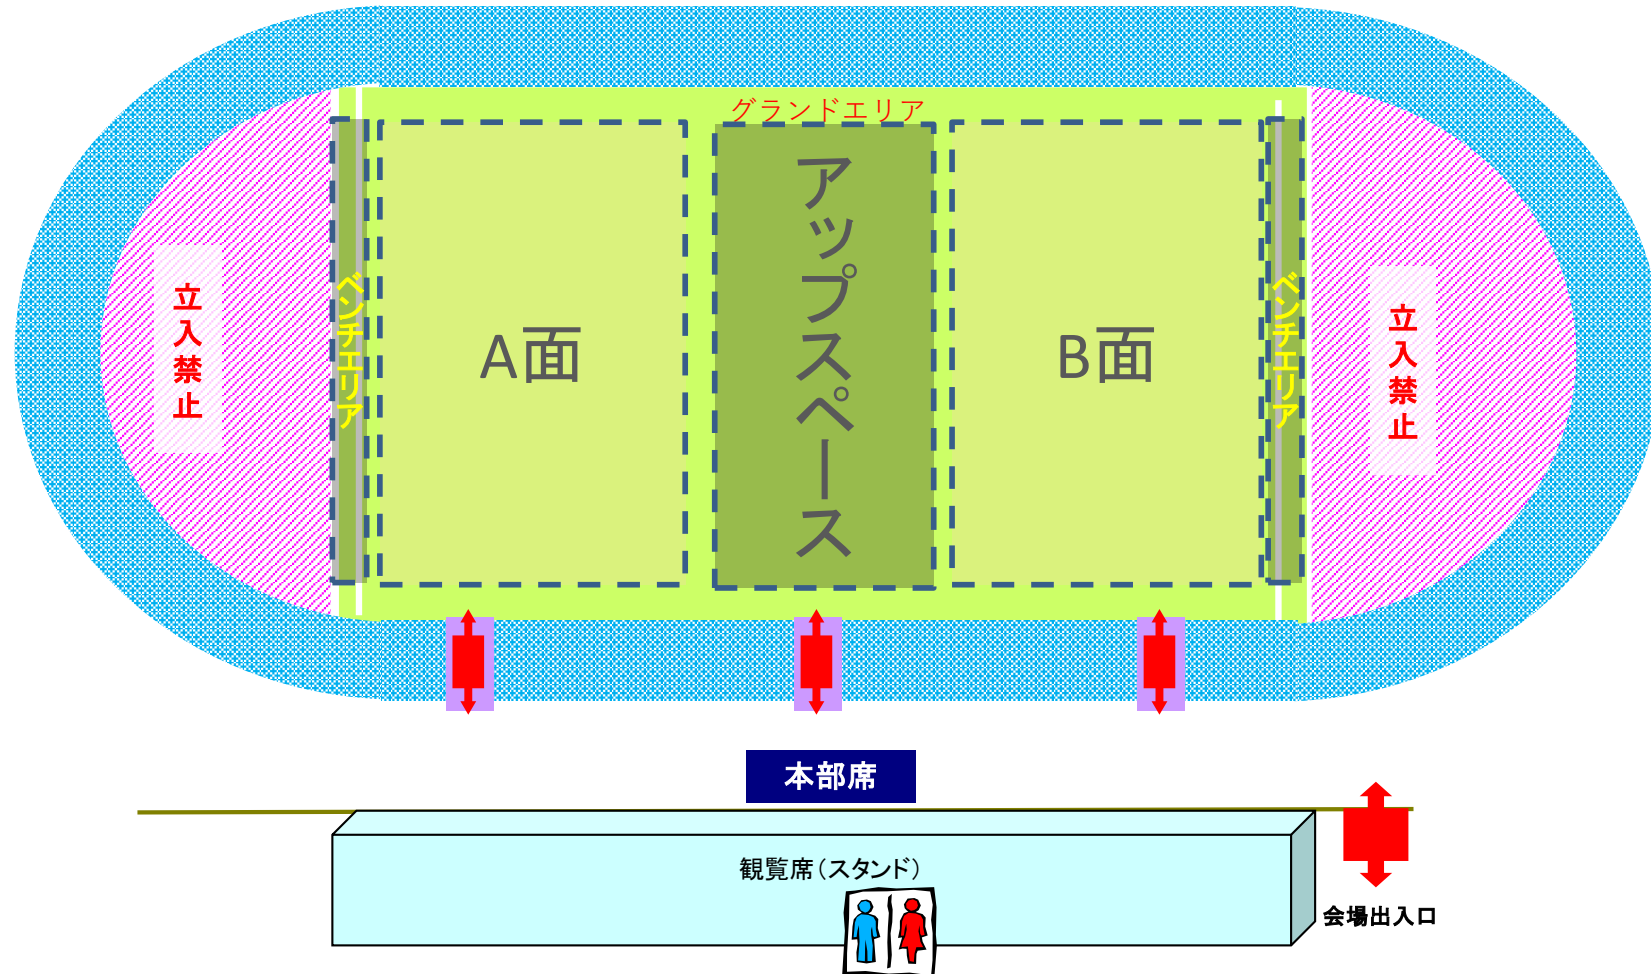 グランドエリア
立入禁止
ベンチエリア
A面
アップスペース
B面
ベンチエリア
立入禁止
本部席
観覧席（スタンド）
会場出入口